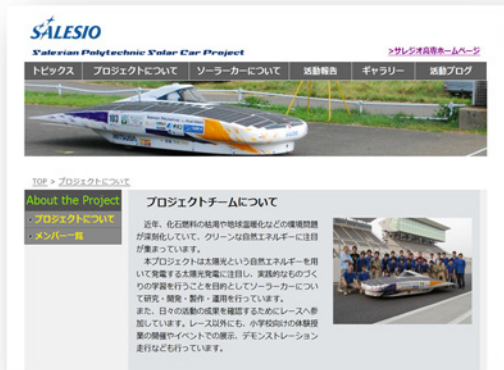 SALESIO
Salesian Polytechnic Solar Car Project
>サレジオ高専ホームページ
トピックス プロジェクトについて ソーラーカーについて 活動報告 ギャラリー 活動ブログ
103
TOP > プロジェクトについて
About the Project
・プロジェクトについて
・メンバー一覧
プロジェクトチームについて
近年、化石燃料の枯渇や地球温暖化などの環境問題
が深刻化していて、クリーンな自然エネルギーに注目
が集まっています。
本プロジェクトは太陽光という自然エネルギーを用
いて発電する太陽光発電に注目し、実践的なものづく
りの学習を行うことを目的としてソーラーカーについ
て研究・開発・製作・運用を行っています。
また、日々の活動の成果を確認するためにレースへ参
加しています。レース以外にも、小学校向けの体験授
業の開催やイベントでの展示、デモンストレーション
走行なども行っています。